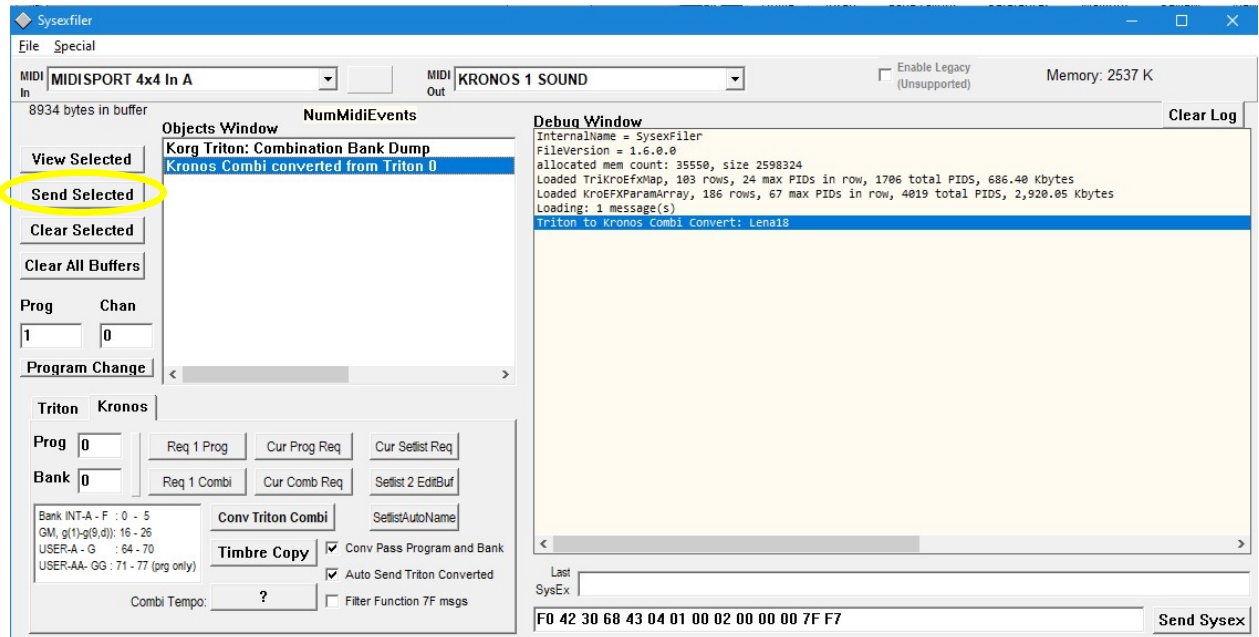 Sysexfiler
File Special
MIDI In MIDISPORT 4x4 In A
MIDI Out KRONOS 1 SOUND
Enable Legacy (Unsupported)
Memory: 2537 K
8934 bytes in buffer
NumMidiEvents
Objects Window
Korg Triton: Combination Bank Dump
Kronos Combi converted from Triton 0
View Selected
Send Selected
Clear Selected
Clear All Buffers
Prog Chan
1 0
Program Change
Debug Window
Clear Log
InternalName = SysexFiler
FileVersion = 1.6.0.0
allocated mem count: 35550, size 2598324
Loaded TriKroEfxMap, 103 rows, 24 max PIDs in row, 1706 total PIDS, 686.40 Kbytes
Loaded KroEFXParamArray, 186 rows, 67 max PIDs in row, 4019 total PIDS, 2,920.05 Kbytes
Loading: 1 message(s)
Triton to Kronos Combi Convert: Lena18
Triton Kronos
Prog 0
Req 1 Prog Cur Prog Req Cur Setlist Req
Bank 0
Req 1 Combi Cur Comb Req Setlist 2 EditBuf
Bank INT-A - F : 0 - 5
GM, g(1)-g(9,d)): 16 - 26
USER-A - G : 64 - 70
USER-AA- GG : 71 - 77 (prg only)
Conv Triton Combi SetlistAutoName
Timbre Copy
Conv Pass Program and Bank
Auto Send Triton Converted
Combi Tempo: ?
Filter Function 7F msgs
Last SysEx
F0 42 30 68 43 04 01 00 02 00 00 00 7F F7
Send Sysex